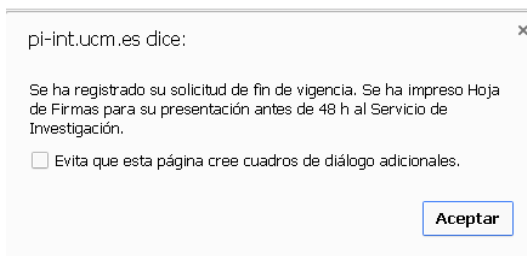 pi-int.ucm.es dice:
Se ha registrado su solicitud de fin de vigencia. Se ha impreso Hoja
de Firmas para su presentación antes de 48 h al Servicio de
Investigación.
Evita que esta página cree cuadros de diálogo adicionales.
Aceptar